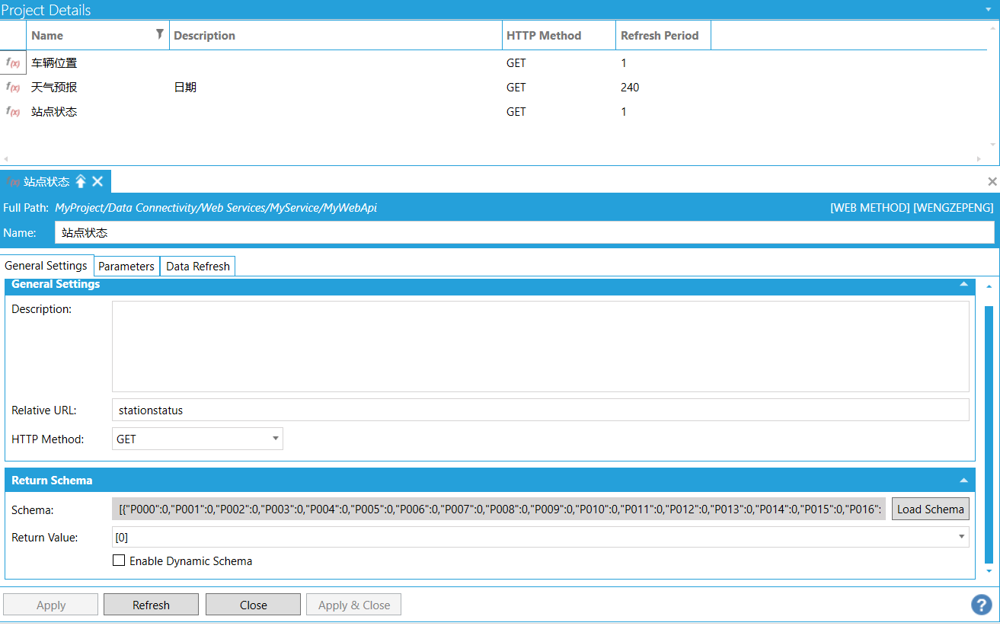 Project Details
Name Description HTTP Method Refresh Period
f(x) 车辆位置 GET 1
f(x) 天气预报 日期 GET 240
f(x) 站点状态 GET 1
f(x) 站点状态
Full Path: MyProject/Data Connectivity/Web Services/MyService/MyWebApi [WEB METHOD] [WENGZEPENG]
Name: 站点状态
General Settings Parameters Data Refresh
General Settings
Description:
Relative URL: stationstatus
HTTP Method: GET
Return Schema
Schema: [{"P000":0,"P001":0,"P002":0,"P003":0,"P004":0,"P005":0,"P006":0,"P007":0,"P008":0,"P009":0,"P010":0,"P011":0,"P012":0,"P013":0,"P014":0,"P015":0,"P016": Load Schema
Return Value: [0]
Enable Dynamic Schema
Apply Refresh Close Apply & Close ?